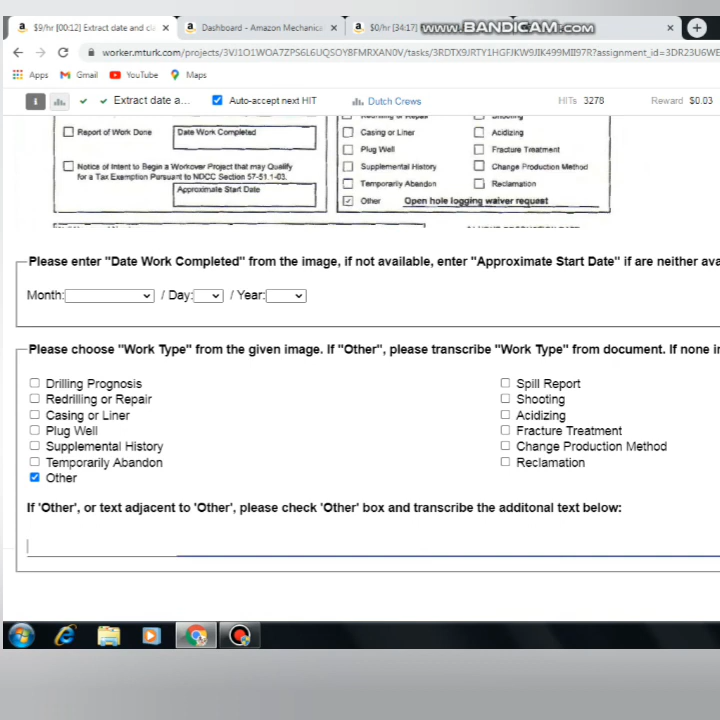 $9/hr [00:12] Extract date and cla
Dashboard - Amazon Mechanica
$0/hr [34:17]
www.BANDICAM.com
worker.mturk.com/projects/3VJ1O1WOA7ZPS6L6UQSOY8FMRXAN0V/tasks/3RDTX9JRTY1HGFJKW9JIK499MII97R?assignment_id=3DR23U6WE
Apps Gmail YouTube Maps
Extract date a... Auto-accept next HIT Dutch Crews HITs 3278 Reward $0.03
Redrilling or Repair Shooting
Report of Work Done Date Work Completed Casing or Liner Acidizing
Plug Well Fracture Treatment
Notice of Intent to Begin a Workover Project that may Qualify Supplemental History Change Production Method
for a Tax Exemption Pursuant to NDCC Section 57-51.1-03.
Approximate Start Date Temporarily Abandon Reclamation
Other Open hole logging waiver request
Please enter "Date Work Completed" from the image, if not available, enter "Approximate Start Date" if are neither ava
Month: / Day: / Year:
Please choose "Work Type" from the given image. If "Other", please transcribe "Work Type" from document. If none i
Drilling Prognosis Spill Report
Redrilling or Repair Shooting
Casing or Liner Acidizing
Plug Well Fracture Treatment
Supplemental History Change Production Method
Temporarily Abandon Reclamation
Other
If 'Other', or text adjacent to 'Other', please check 'Other' box and transcribe the additonal text below: